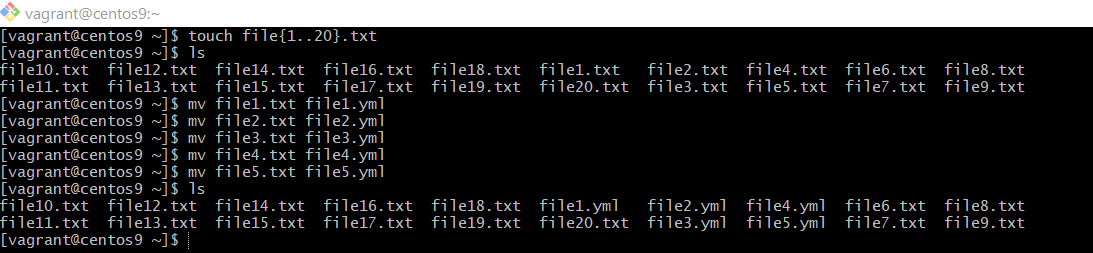 vagrant@centos9:~
[vagrant@centos9 ~]$ touch file{1..20}.txt
[vagrant@centos9 ~]$ ls
file10.txt  file12.txt  file14.txt  file16.txt  file18.txt  file1.txt   file2.txt  file4.txt  file6.txt  file8.txt
file11.txt  file13.txt  file15.txt  file17.txt  file19.txt  file20.txt  file3.txt  file5.txt  file7.txt  file9.txt
[vagrant@centos9 ~]$ mv file1.txt file1.yml
[vagrant@centos9 ~]$ mv file2.txt file2.yml
[vagrant@centos9 ~]$ mv file3.txt file3.yml
[vagrant@centos9 ~]$ mv file4.txt file4.yml
[vagrant@centos9 ~]$ mv file5.txt file5.yml
[vagrant@centos9 ~]$ ls
file10.txt  file12.txt  file14.txt  file16.txt  file18.txt  file1.yml   file2.yml  file4.yml  file6.txt  file8.txt
file11.txt  file13.txt  file15.txt  file17.txt  file19.txt  file20.txt  file3.yml  file5.yml  file7.txt  file9.txt
[vagrant@centos9 ~]$